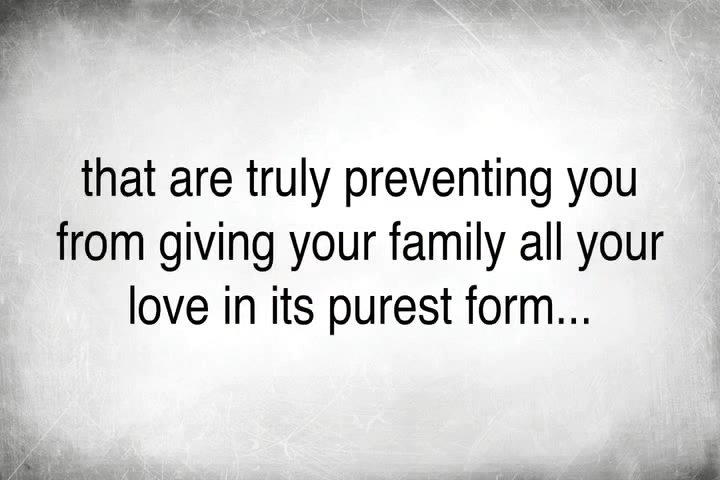 that are truly preventing you
from giving your family all your
love in its purest form...